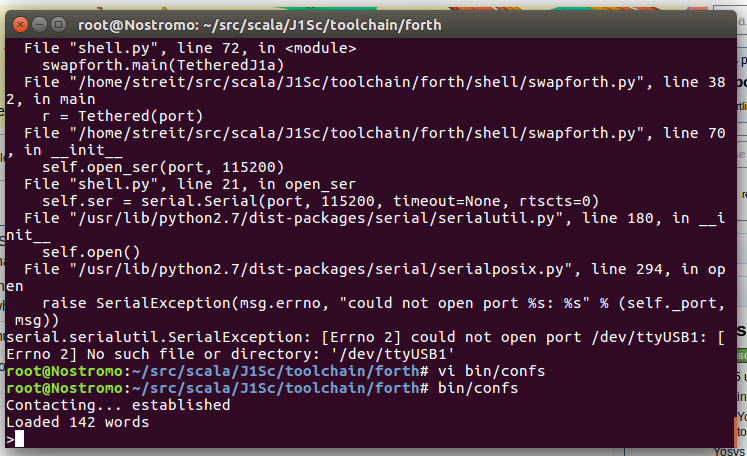 root@Nostromo: ~/src/scala/J1Sc/toolchain/forth
  File "shell.py", line 72, in <module>
    swapforth.main(TetheredJ1a)
  File "/home/streit/src/scala/J1Sc/toolchain/forth/shell/swapforth.py", line 38
2, in main
    r = Tethered(port)
  File "/home/streit/src/scala/J1Sc/toolchain/forth/shell/swapforth.py", line 70
, in __init__
    self.open_ser(port, 115200)
  File "shell.py", line 21, in open_ser
    self.ser = serial.Serial(port, 115200, timeout=None, rtscts=0)
  File "/usr/lib/python2.7/dist-packages/serial/serialutil.py", line 180, in __i
nit__
    self.open()
  File "/usr/lib/python2.7/dist-packages/serial/serialposix.py", line 294, in op
en
    raise SerialException(msg.errno, "could not open port %s: %s" % (self._port,
 msg))
serial.serialutil.SerialException: [Errno 2] could not open port /dev/ttyUSB1: [
Errno 2] No such file or directory: '/dev/ttyUSB1'
root@Nostromo:~/src/scala/J1Sc/toolchain/forth# vi bin/confs
root@Nostromo:~/src/scala/J1Sc/toolchain/forth# bin/confs
Contacting... established
Loaded 142 words
>
Yosys